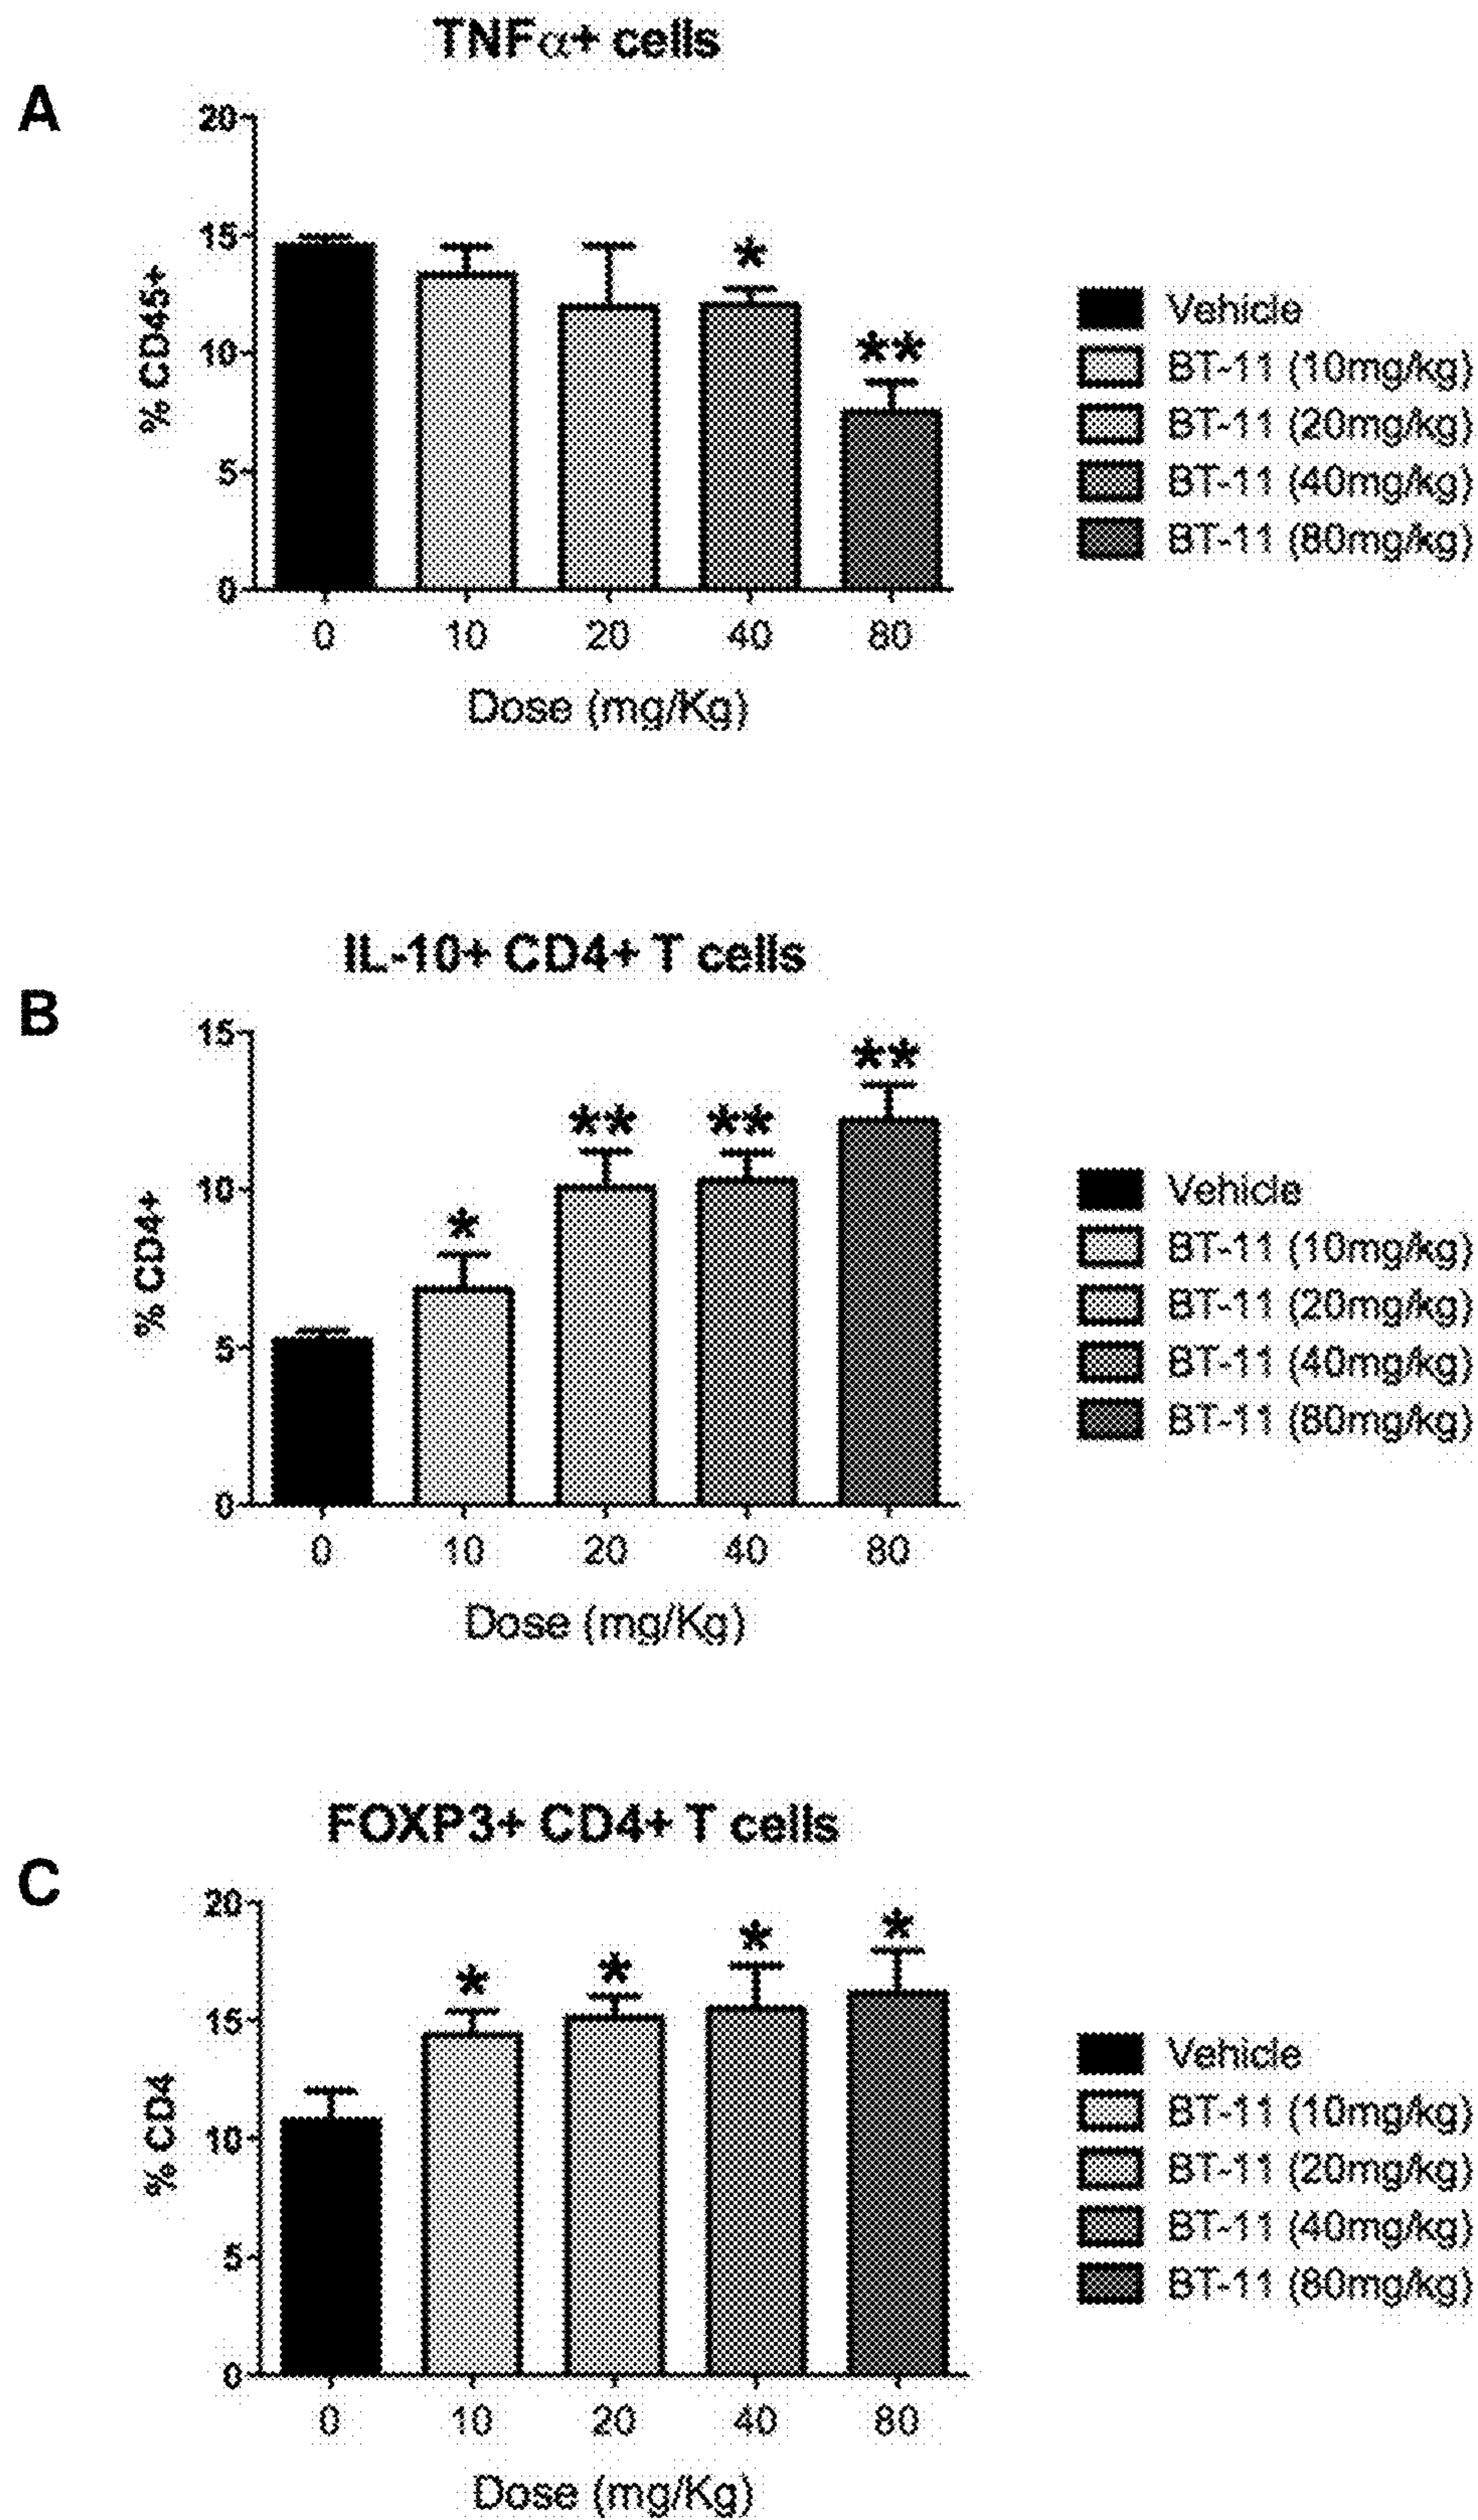 TNFα+ cells
A
20
15
10
5
0
% CD45+
*
**
0 10 20 40 80
Dose (mg/Kg)
Vehicle
BT-11 (10mg/kg)
BT-11 (20mg/kg)
BT-11 (40mg/kg)
BT-11 (80mg/kg)
IL-10+ CD4+ T cells
B
15
10
5
0
% CD4+
*
**
**
**
0 10 20 40 80
Dose (mg/Kg)
Vehicle
BT-11 (10mg/kg)
BT-11 (20mg/kg)
BT-11 (40mg/kg)
BT-11 (80mg/kg)
FOXP3+ CD4+ T cells
C
20
15
10
5
0
% CD4
*
*
*
*
0 10 20 40 80
Dose (mg/Kg)
Vehicle
BT-11 (10mg/kg)
BT-11 (20mg/kg)
BT-11 (40mg/kg)
BT-11 (80mg/kg)